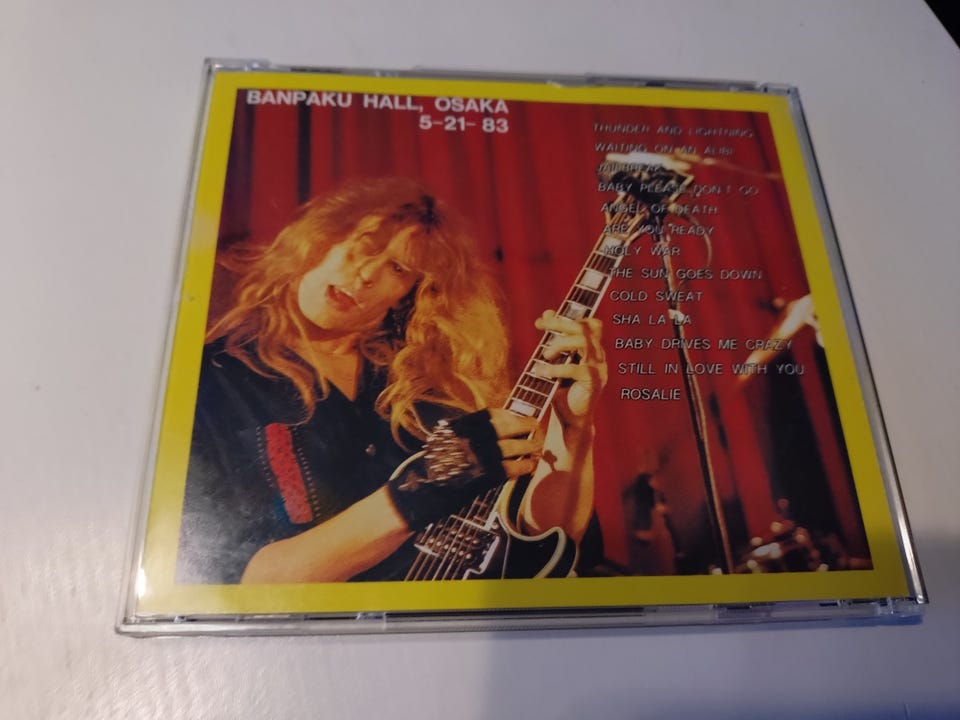 BANPAKU HALL, OSAKA
5-21-83
THUNDER AND LIGHTNING
WAITING ON AN ALIBI
JAILBREAK
BABY PLEASE DON'T GO
ANGEL OF DEATH
ARE YOU READY
HOLY WAR
THE SUN GOES DOWN
COLD SWEAT
SHA LA LA
BABY DRIVES ME CRAZY
STILL IN LOVE WITH YOU
ROSALIE